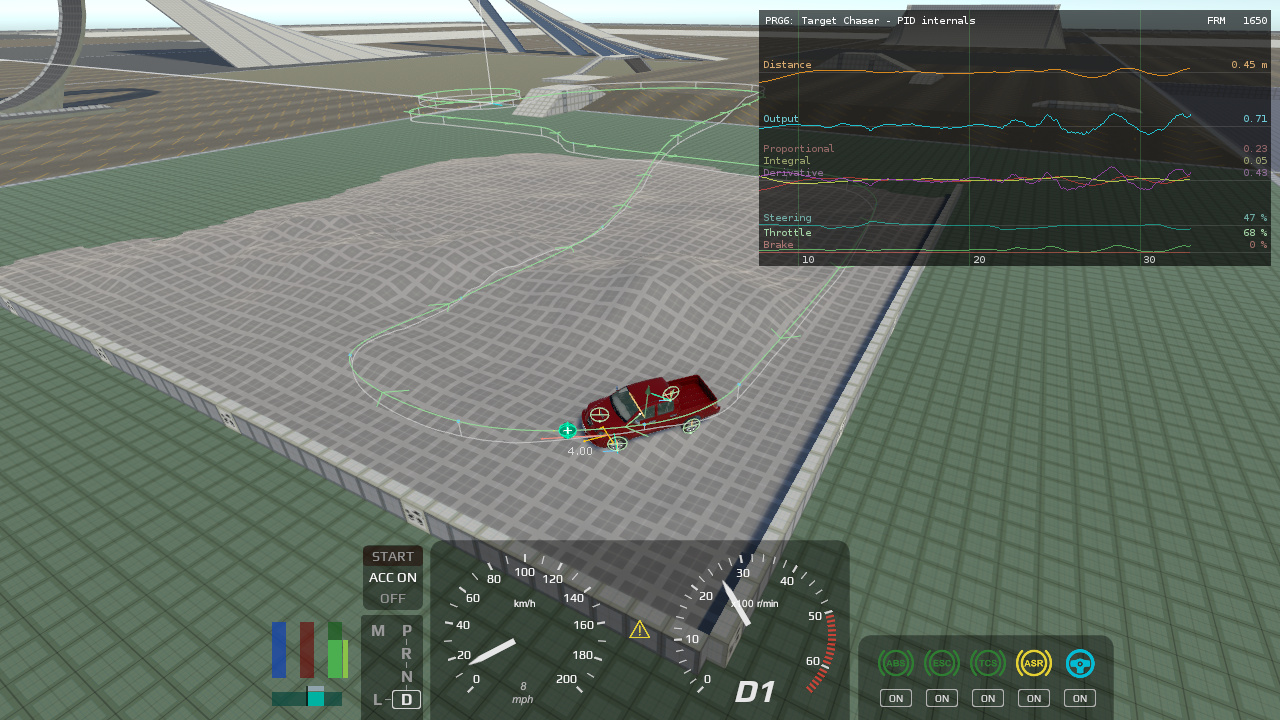 PRG6: Target Chaser - PID internals FRM 1650
Distance 0.45 m
Output 0.71
Proportional 0.23
Integral 0.05
Derivative 0.43
Steering 47 %
Throttle 68 %
Brake 0 %
10 20 30
4.00
START
ACC ON
OFF
M P
R
N
L D
0 20 40 60 80 100 120 140 160 180 200
km/h
8
mph
0 10 20 30 40 50 60
x100 r/min
D1
ABS ESC TCS ASR
ON ON ON ON ON